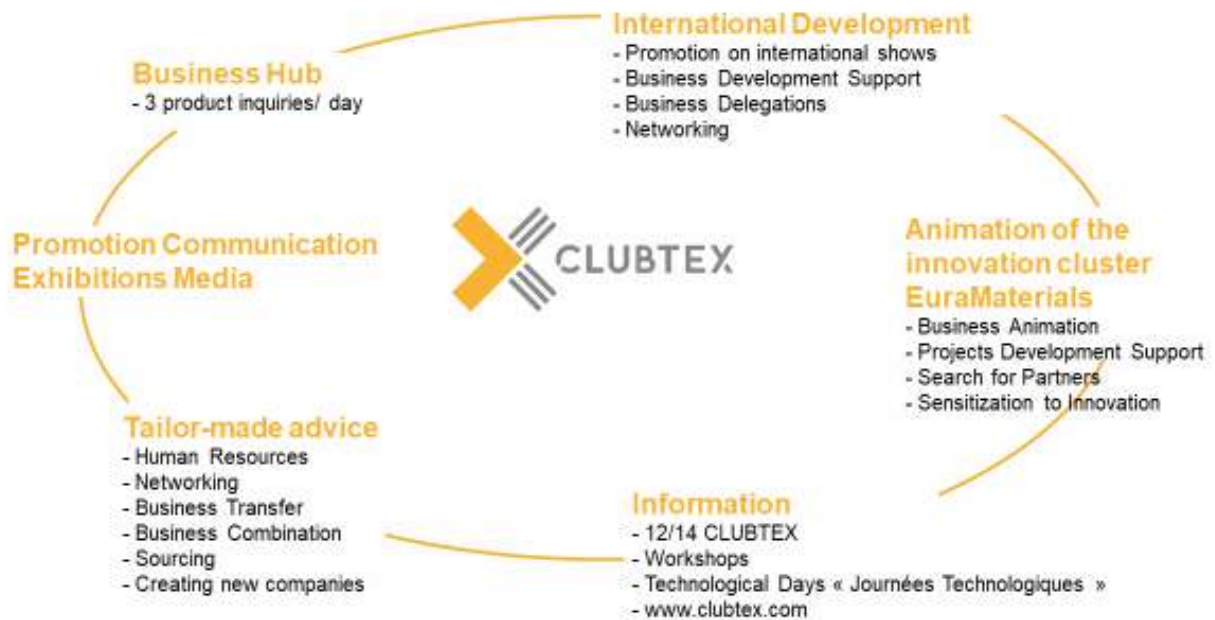 International Development
- Promotion on international shows
- Business Development Support
- Business Delegations
- Networking
Business Hub
- 3 product inquiries/ day
Promotion Communication
Exhibitions Media
CLUBTEX
Animation of the
innovation cluster
EuraMaterials
- Business Animation
- Projects Development Support
- Search for Partners
- Sensitization to Innovation
Tailor-made advice
- Human Resources
- Networking
- Business Transfer
- Business Combination
- Sourcing
- Creating new companies
Information
- 12/14 CLUBTEX
- Workshops
- Technological Days « Journées Technologiques »
- www.clubtex.com